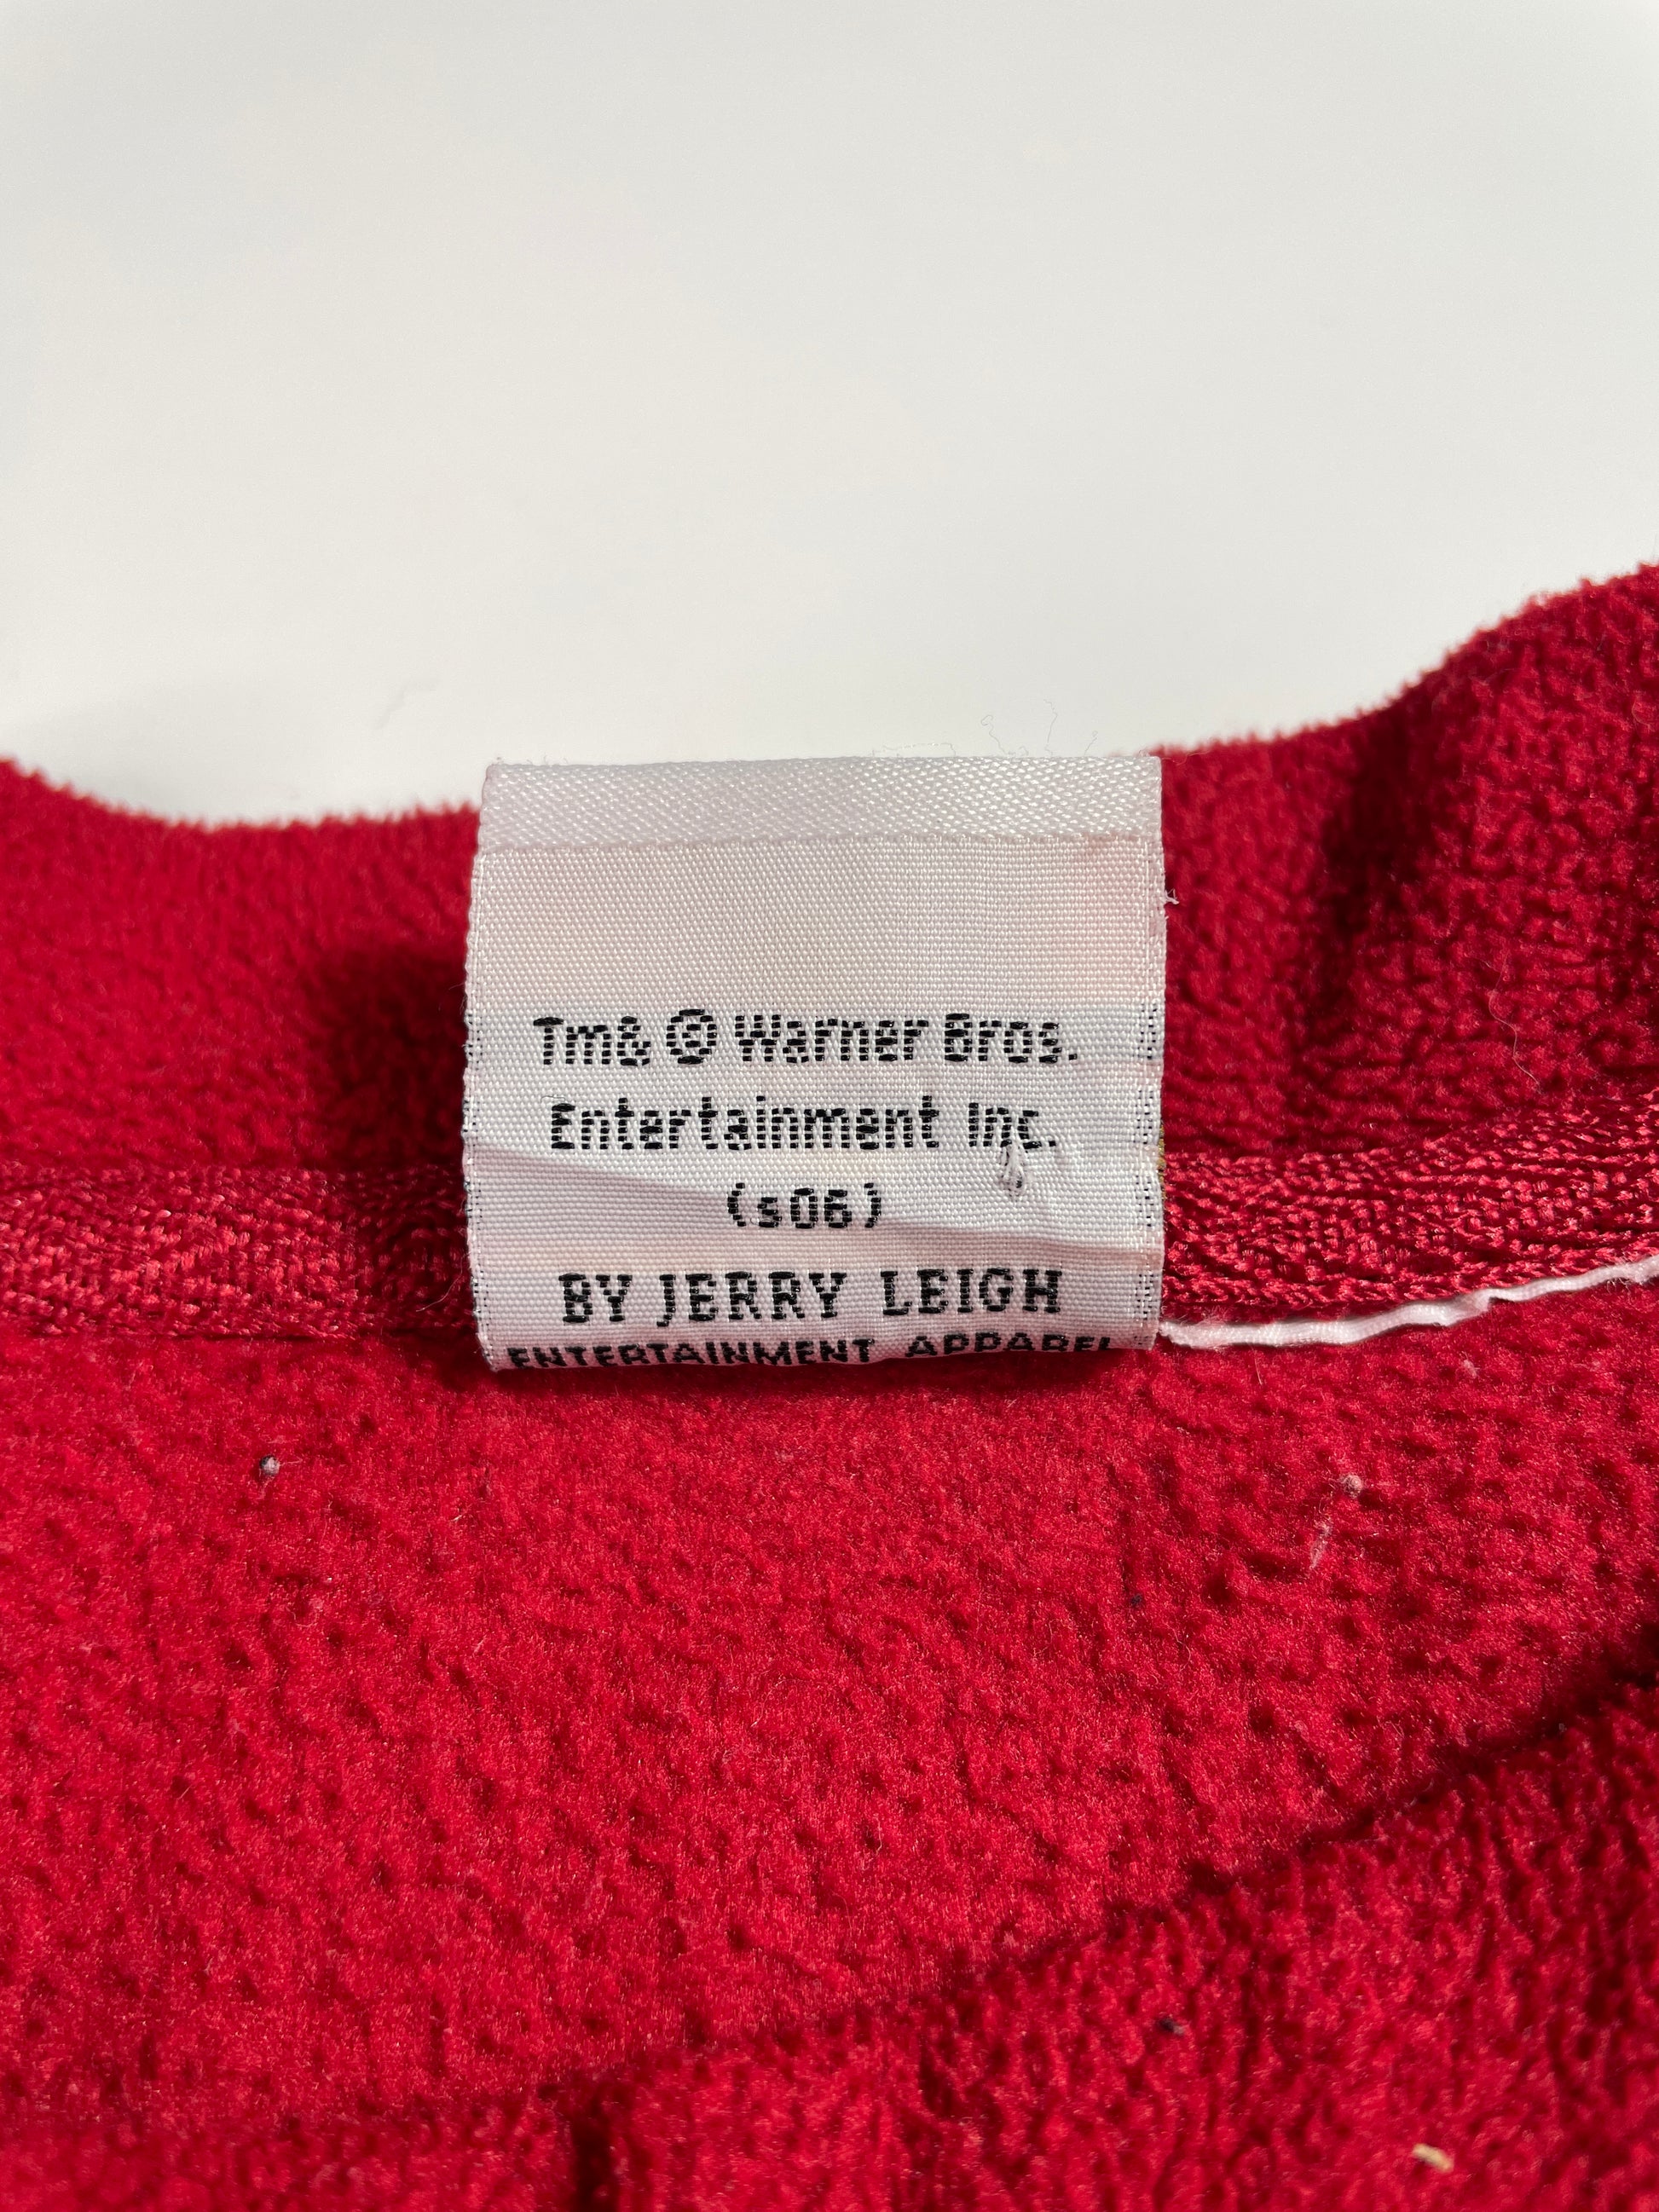 Tm& © Warner Bros.
Entertainment Inc.
(s06)
BY JERRY LEIGH
ENTERTAINMENT APPAREL